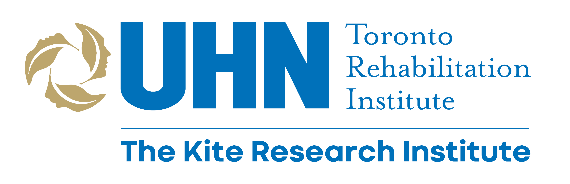 UHN
Toronto
Rehabilitation
Institute
The Kite Research Institute